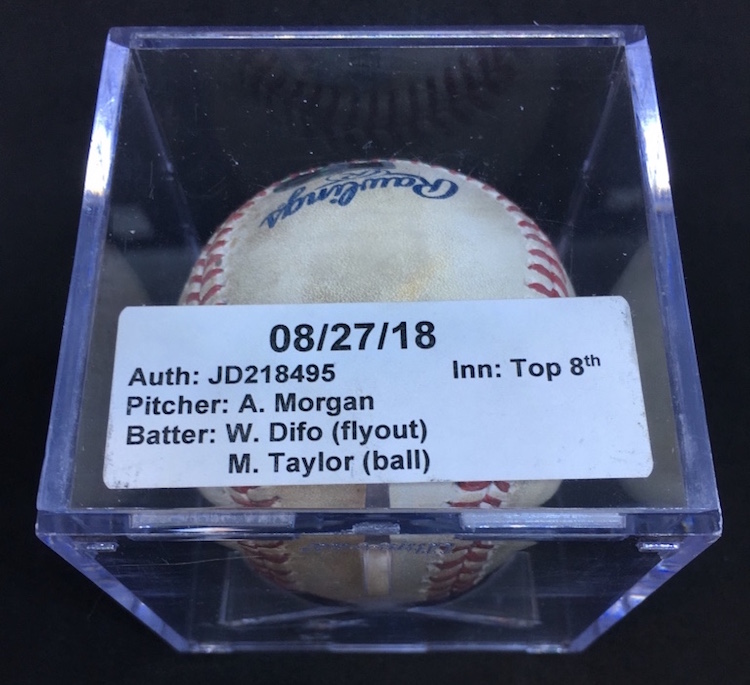 Rawlings
08/27/18
Auth: JD218495 Inn: Top 8th
Pitcher: A. Morgan
Batter: W. Difo (flyout)
M. Taylor (ball)